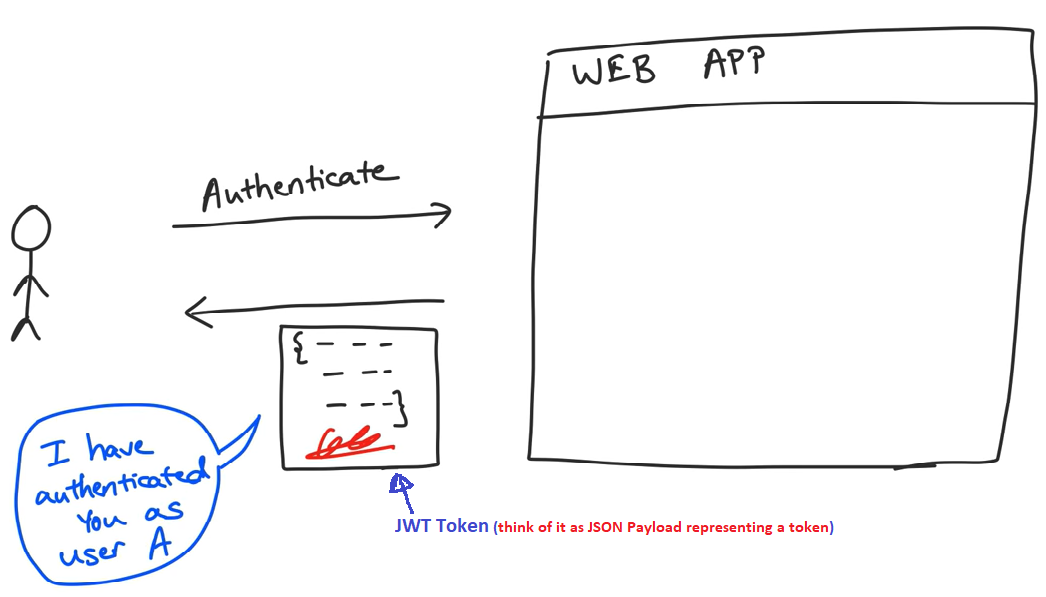 WEB APP
Authenticate
{ - - -
- - -
- - - }
I have
authenticated
You as
user A
JWT Token (think of it as JSON Payload representing a token)